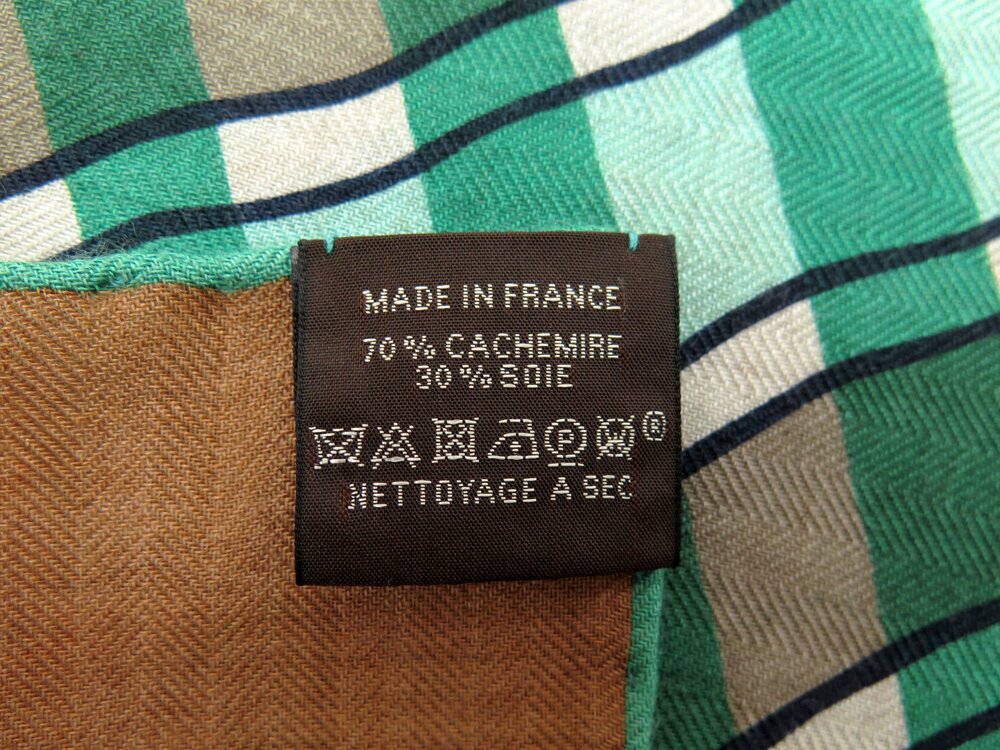 MADE IN FRANCE
70 % CACHEMIRE
30 % SOIE
P W ®
NETTOYAGE A SEC